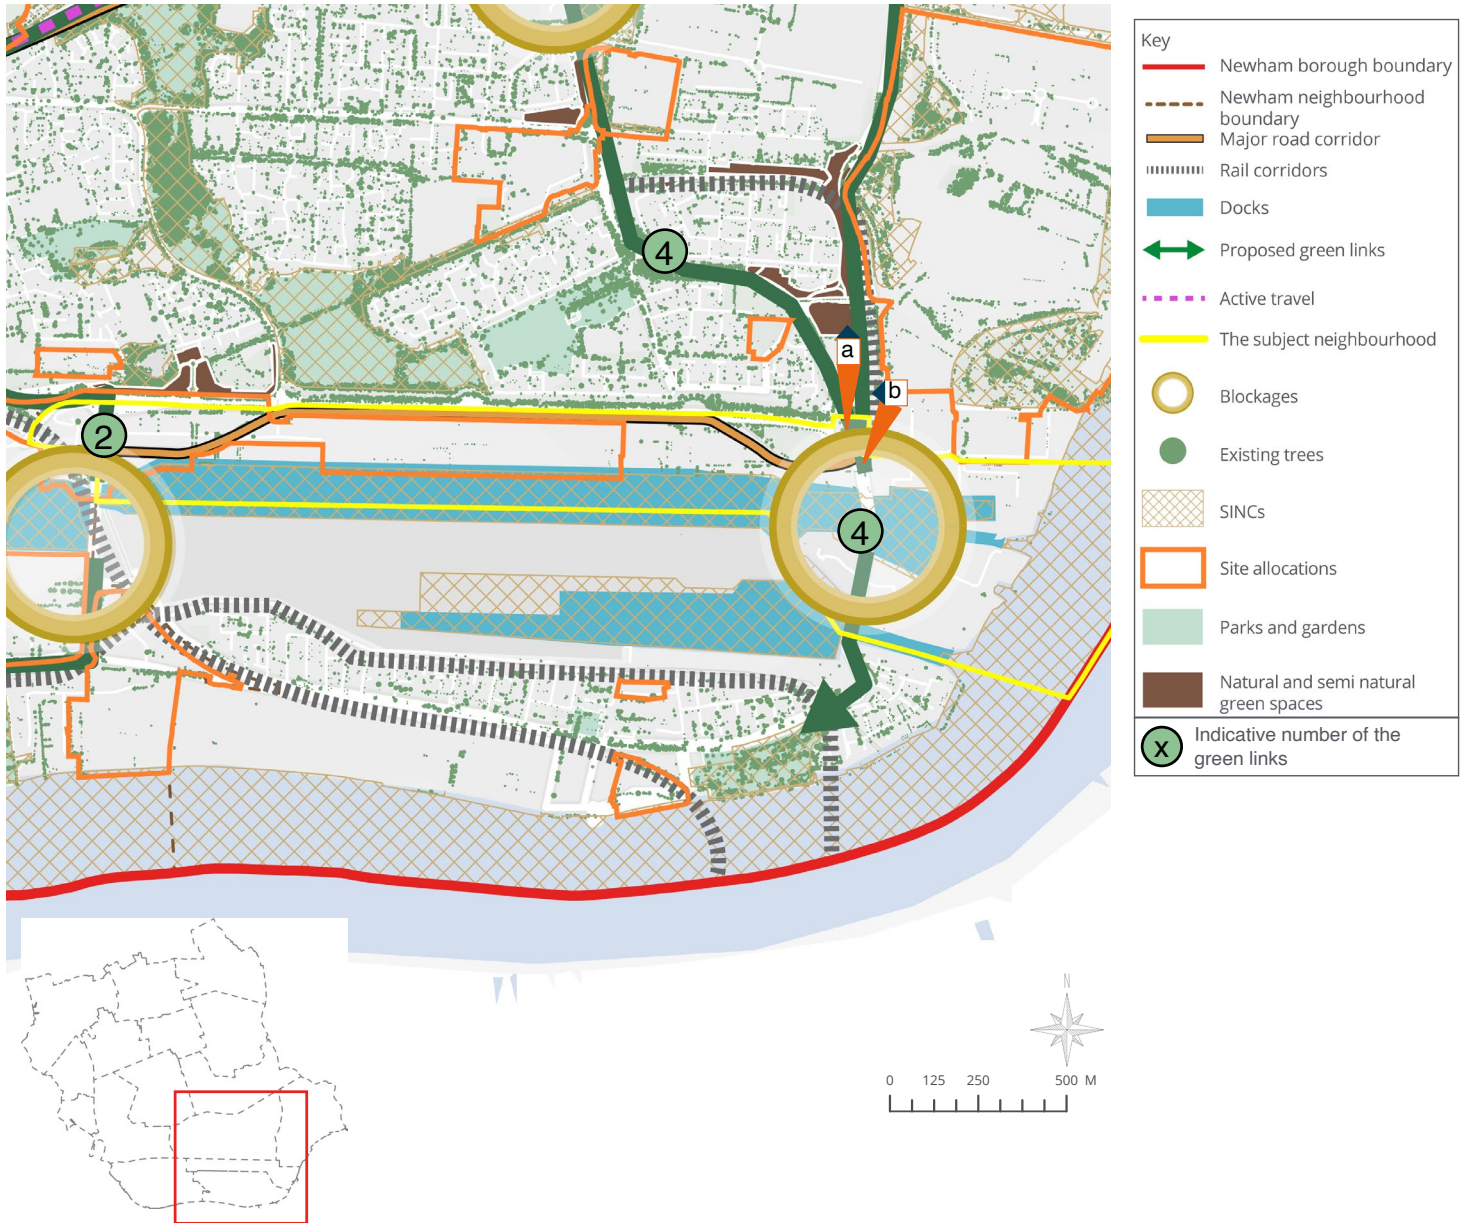 4
a
b
2
4
Key
Newham borough boundary
Newham neighbourhood
boundary
Major road corridor
Rail corridors
Docks
Proposed green links
Active travel
The subject neighbourhood
Blockages
Existing trees
SINCs
Site allocations
Parks and gardens
Natural and semi natural
green spaces
x
Indicative number of the
green links
N
0 125 250 500 M